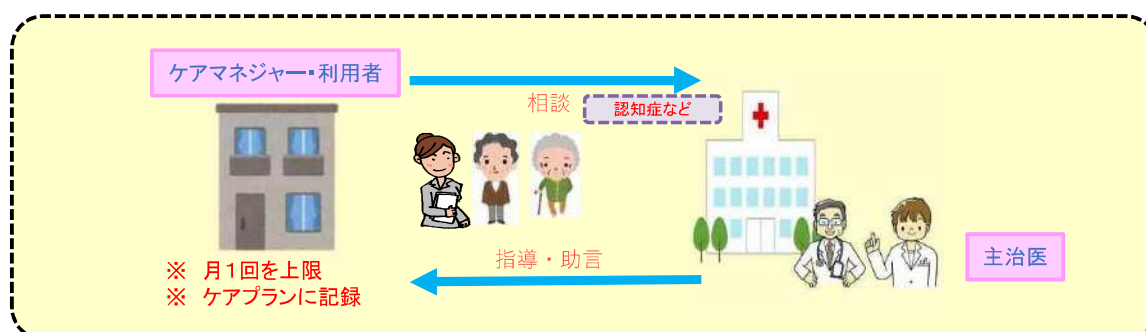 ケアマネジャー・利用者
相談
認知症など
指導・助言
主治医
※ 月1回を上限
※ ケアプランに記録